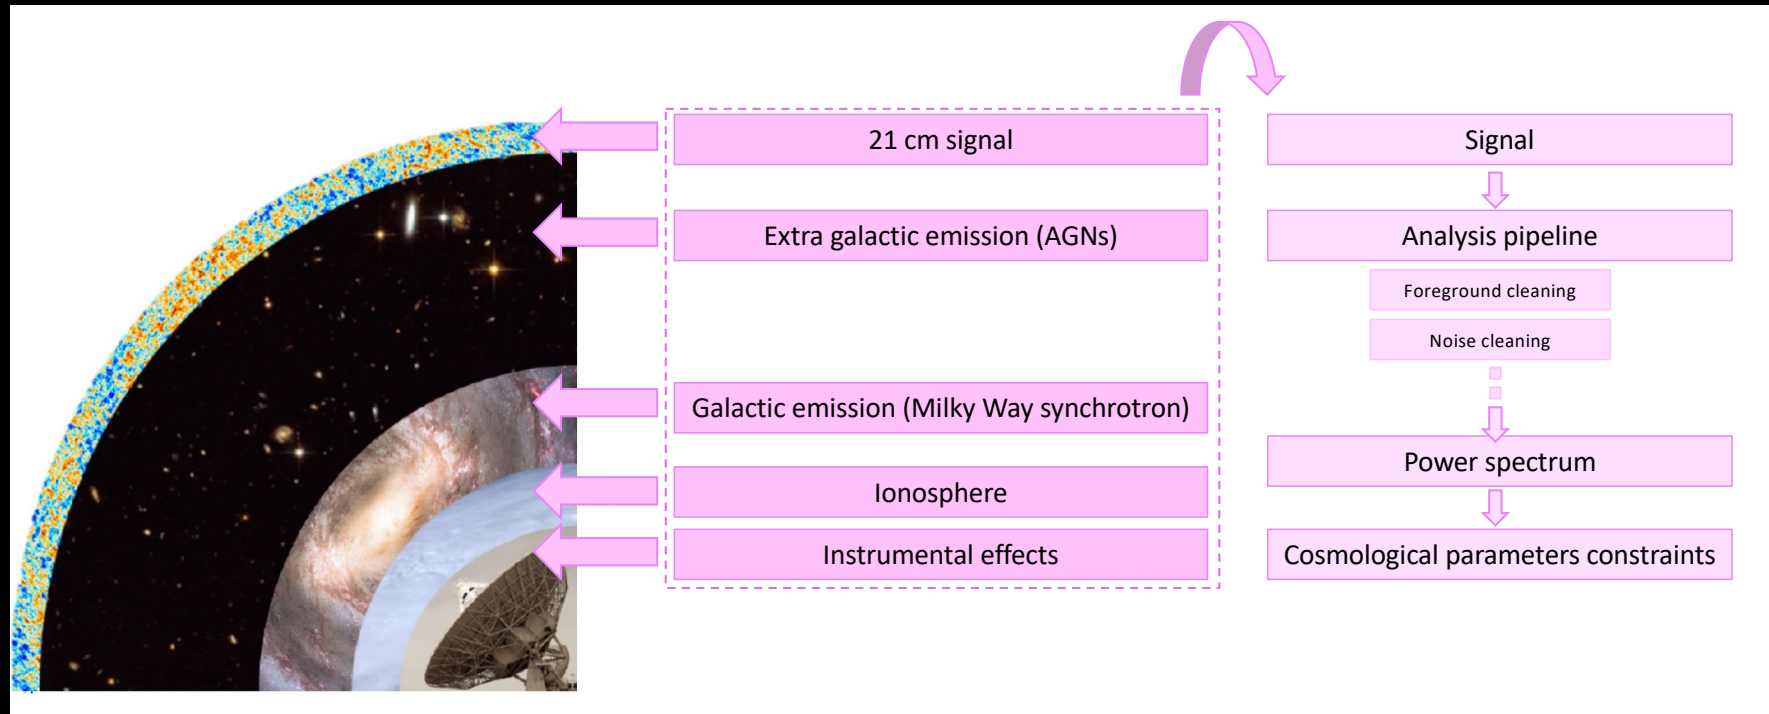 21 cm signal
Extra galactic emission (AGNs)
Galactic emission (Milky Way synchrotron)
Ionosphere
Instrumental effects
Signal
Analysis pipeline
Foreground cleaning
Noise cleaning
Power spectrum
Cosmological parameters constraints